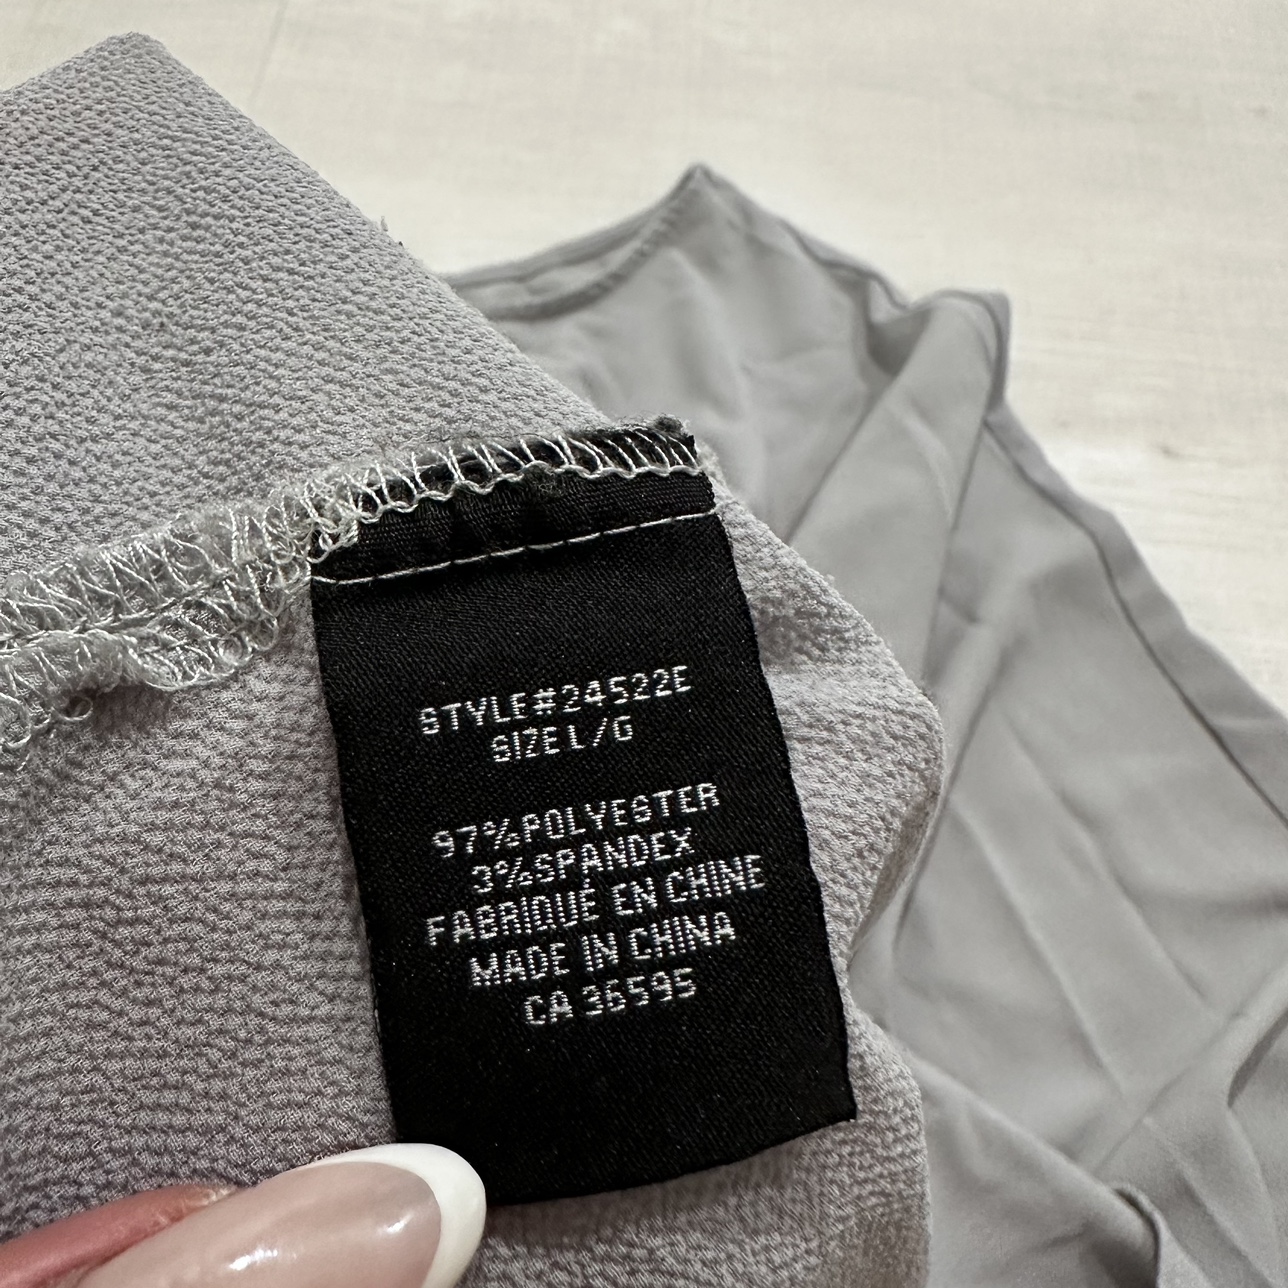 STYLE#24522E
SIZE L/G
97%POLYESTER
3%SPANDEX
FABRIQUÉ EN CHINE
MADE IN CHINA
CA 36595